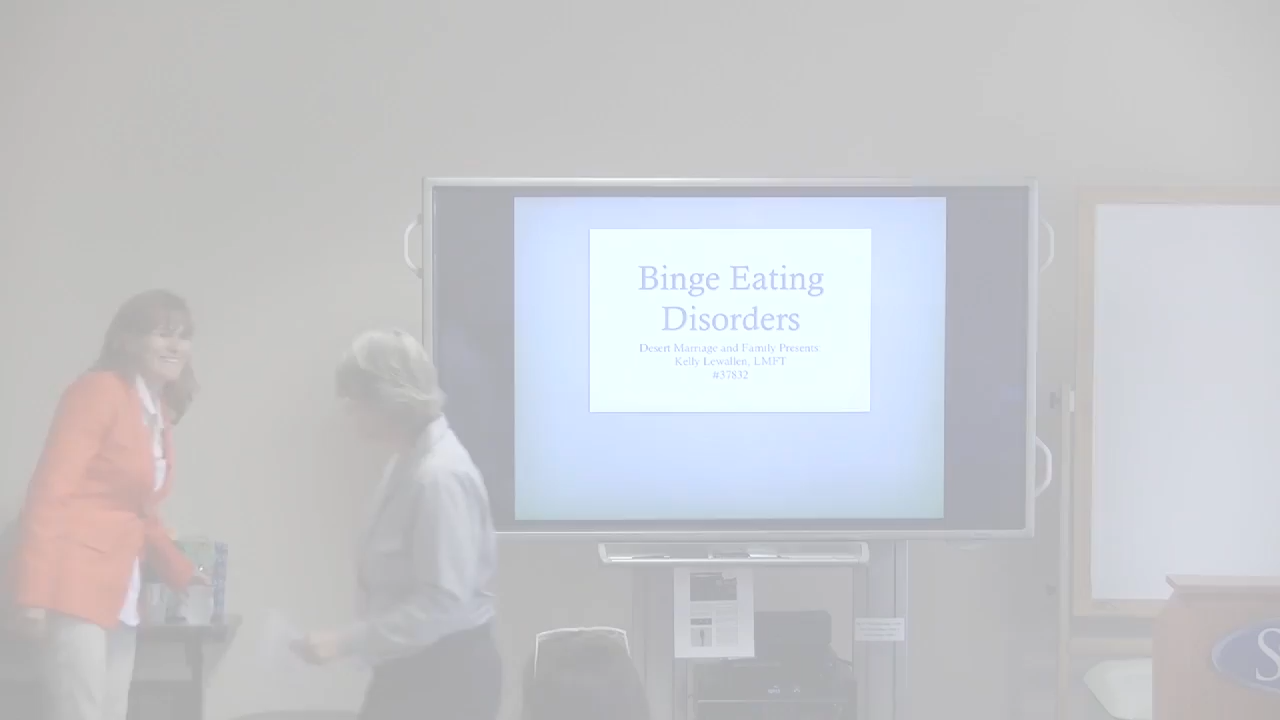 Binge Eating
Disorders
Desert Marriage and Family Presents
Kelly Lewallen, LMFT
#37832
S